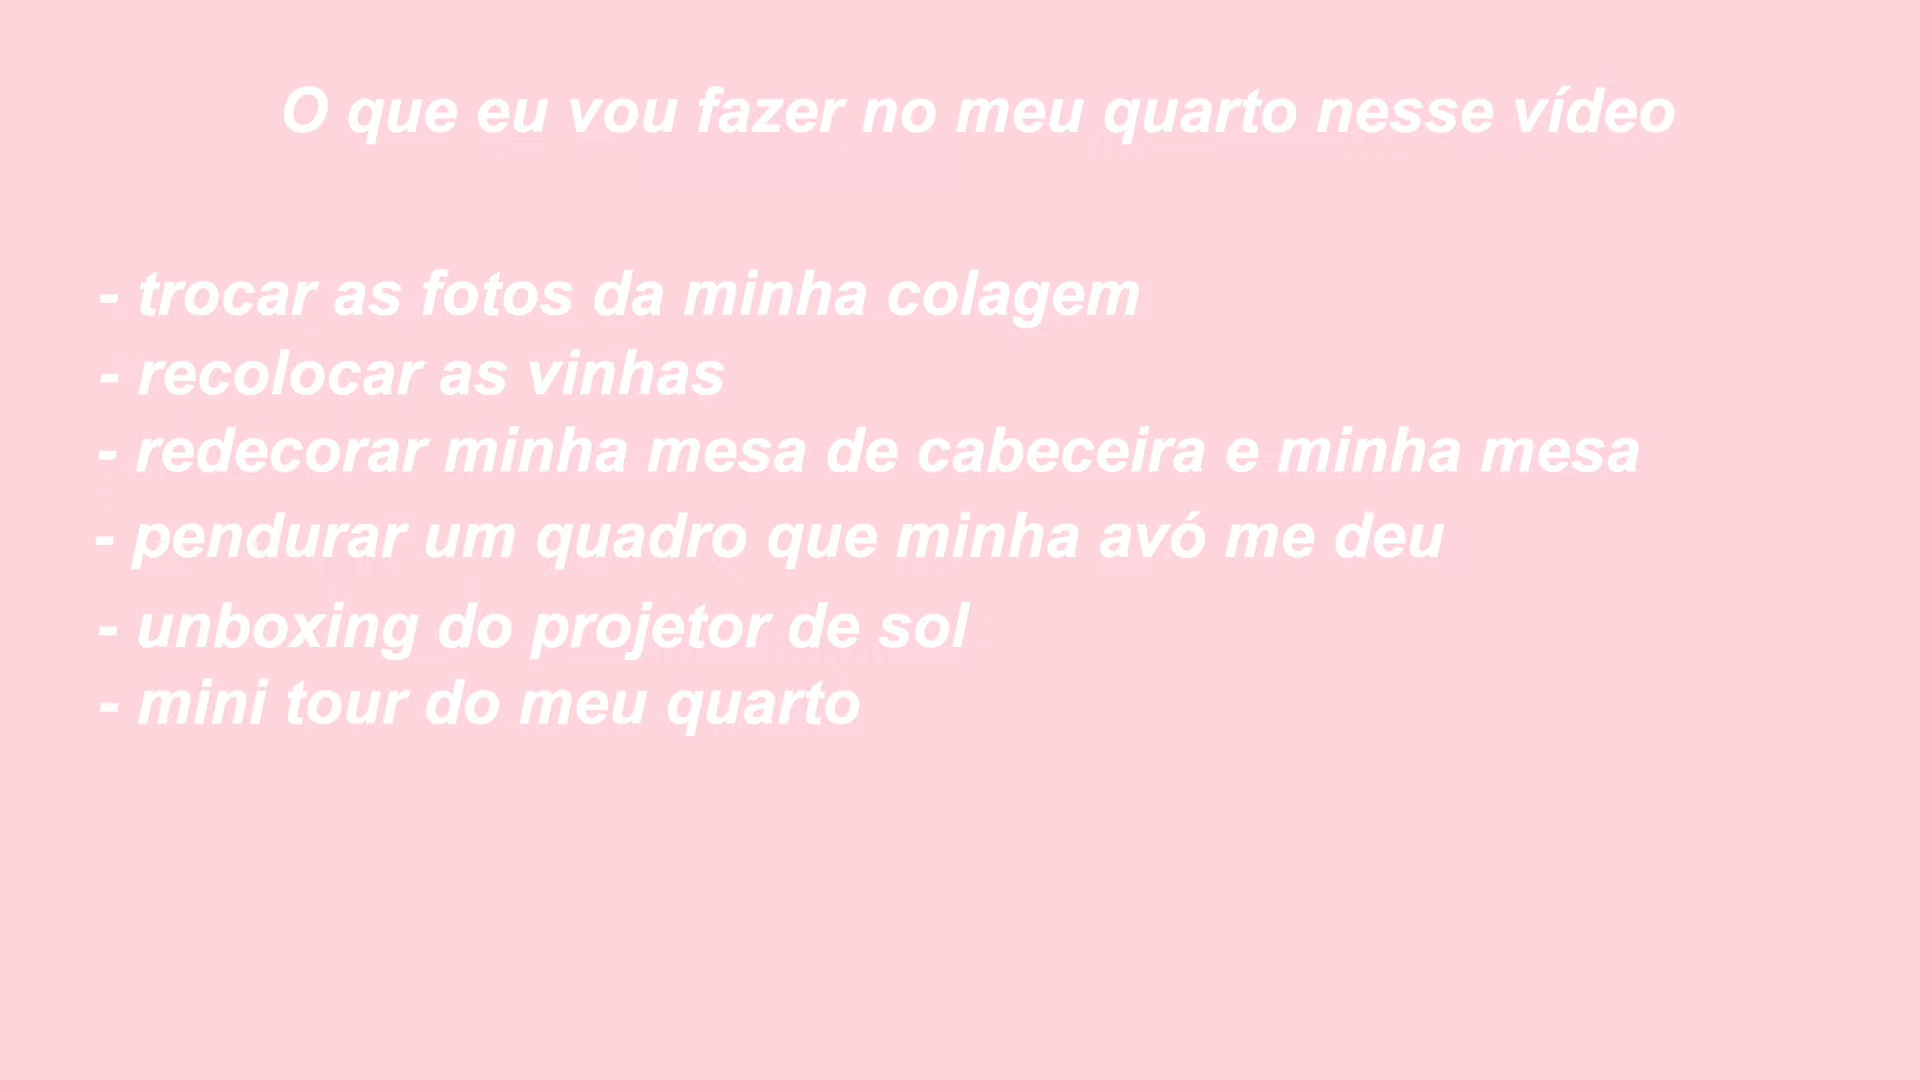 O que eu vou fazer no meu quarto nesse vídeo
- trocar as fotos da minha colagem
- recolocar as vinhas
- redecorar minha mesa de cabeceira e minha mesa
- pendurar um quadro que minha avó me deu
- unboxing do projetor de sol
- mini tour do meu quarto